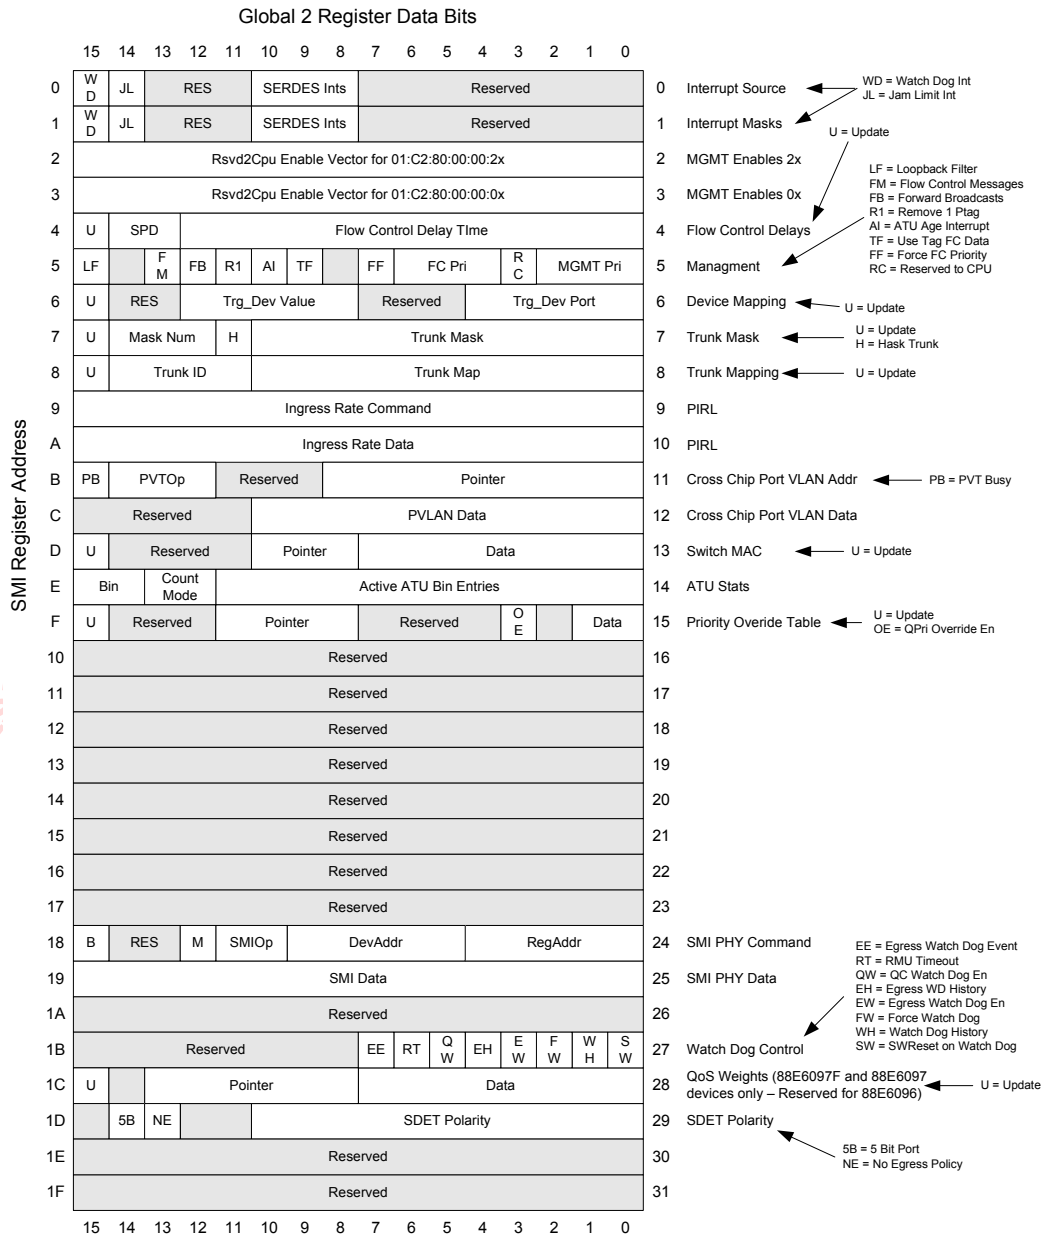 Global 2 Register Data Bits
15 14 13 12 11 10 9 8 7 6 5 4 3 2 1 0
SMI Register Address
0 WD JL RES SERDES Ints Reserved 0 Interrupt Source
WD = Watch Dog Int
JL = Jam Limit Int
1 WD JL RES SERDES Ints Reserved 1 Interrupt Masks
U = Update
2 Rsvd2Cpu Enable Vector for 01:C2:80:00:00:2x 2 MGMT Enables 2x
3 Rsvd2Cpu Enable Vector for 01:C2:80:00:00:0x 3 MGMT Enables 0x
LF = Loopback Filter
FM = Flow Control Messages
FB = Forward Broadcasts
R1 = Remove 1 Ptag
AI = ATU Age Interrupt
TF = Use Tag FC Data
FF = Force FC Priority
RC = Reserved to CPU
4 U SPD Flow Control Delay TIme 4 Flow Control Delays
5 LF FM FB R1 AI TF FF FC Pri RC MGMT Pri 5 Managment
6 U RES Trg_Dev Value Reserved Trg_Dev Port 6 Device Mapping
U = Update
7 U Mask Num H Trunk Mask 7 Trunk Mask
U = Update
H = Hask Trunk
8 U Trunk ID Trunk Map 8 Trunk Mapping
U = Update
9 Ingress Rate Command 9 PIRL
A Ingress Rate Data 10 PIRL
B PB PVTOp Reserved Pointer 11 Cross Chip Port VLAN Addr
PB = PVT Busy
C Reserved PVLAN Data 12 Cross Chip Port VLAN Data
D U Reserved Pointer Data 13 Switch MAC
U = Update
E Bin Count Mode Active ATU Bin Entries 14 ATU Stats
F U Reserved Pointer Reserved OE Data 15 Priority Overide Table
U = Update
OE = QPri Override En
10 Reserved 16
11 Reserved 17
12 Reserved 18
13 Reserved 19
14 Reserved 20
15 Reserved 21
16 Reserved 22
17 Reserved 23
18 B RES M SMIOp DevAddr RegAddr 24 SMI PHY Command
19 SMI Data 25 SMI PHY Data
1A Reserved 26
EE = Egress Watch Dog Event
RT = RMU Timeout
QW = QC Watch Dog En
EH = Egress WD History
EW = Egress Watch Dog En
FW = Force Watch Dog
WH = Watch Dog History
SW = SWReset on Watch Dog
1B Reserved EE RT QW EH EW FW WH SW 27 Watch Dog Control
1C U Pointer Data 28 QoS Weights (88E6097F and 88E6097
devices only – Reserved for 88E6096)
U = Update
1D 5B NE SDET Polarity 29 SDET Polarity
5B = 5 Bit Port
NE = No Egress Policy
1E Reserved 30
1F Reserved 31
15 14 13 12 11 10 9 8 7 6 5 4 3 2 1 0